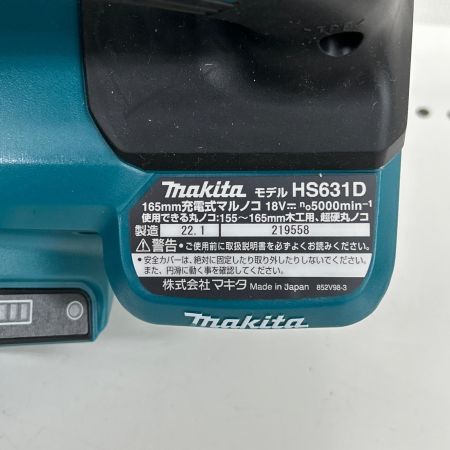 makita モデル HS631D
165mm充電式マルノコ 18V⎓ n₀5000min⁻¹
使用できる丸ノコ:155～165mm木工用、超硬丸ノコ
製造 22.1 219558
⚠警告●ご使用前に取扱説明書を必ずよくお読みください。
●安全カバーは、絶対に固定したり取り外したりしないでください。
また、円滑に動く事を確認してください。
株式会社マキタ Made in Japan 852V98-3
makita